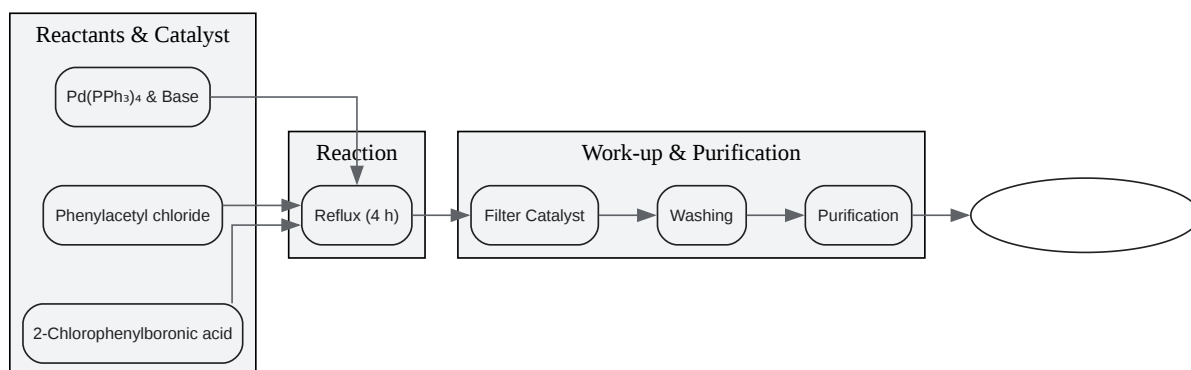 Reactants & Catalyst
Pd(PPh₃)₄ & Base
Phenylacetyl chloride
2-Chlorophenylboronic acid
Reaction
Reflux (4 h)
Work-up & Purification
Filter Catalyst
Washing
Purification